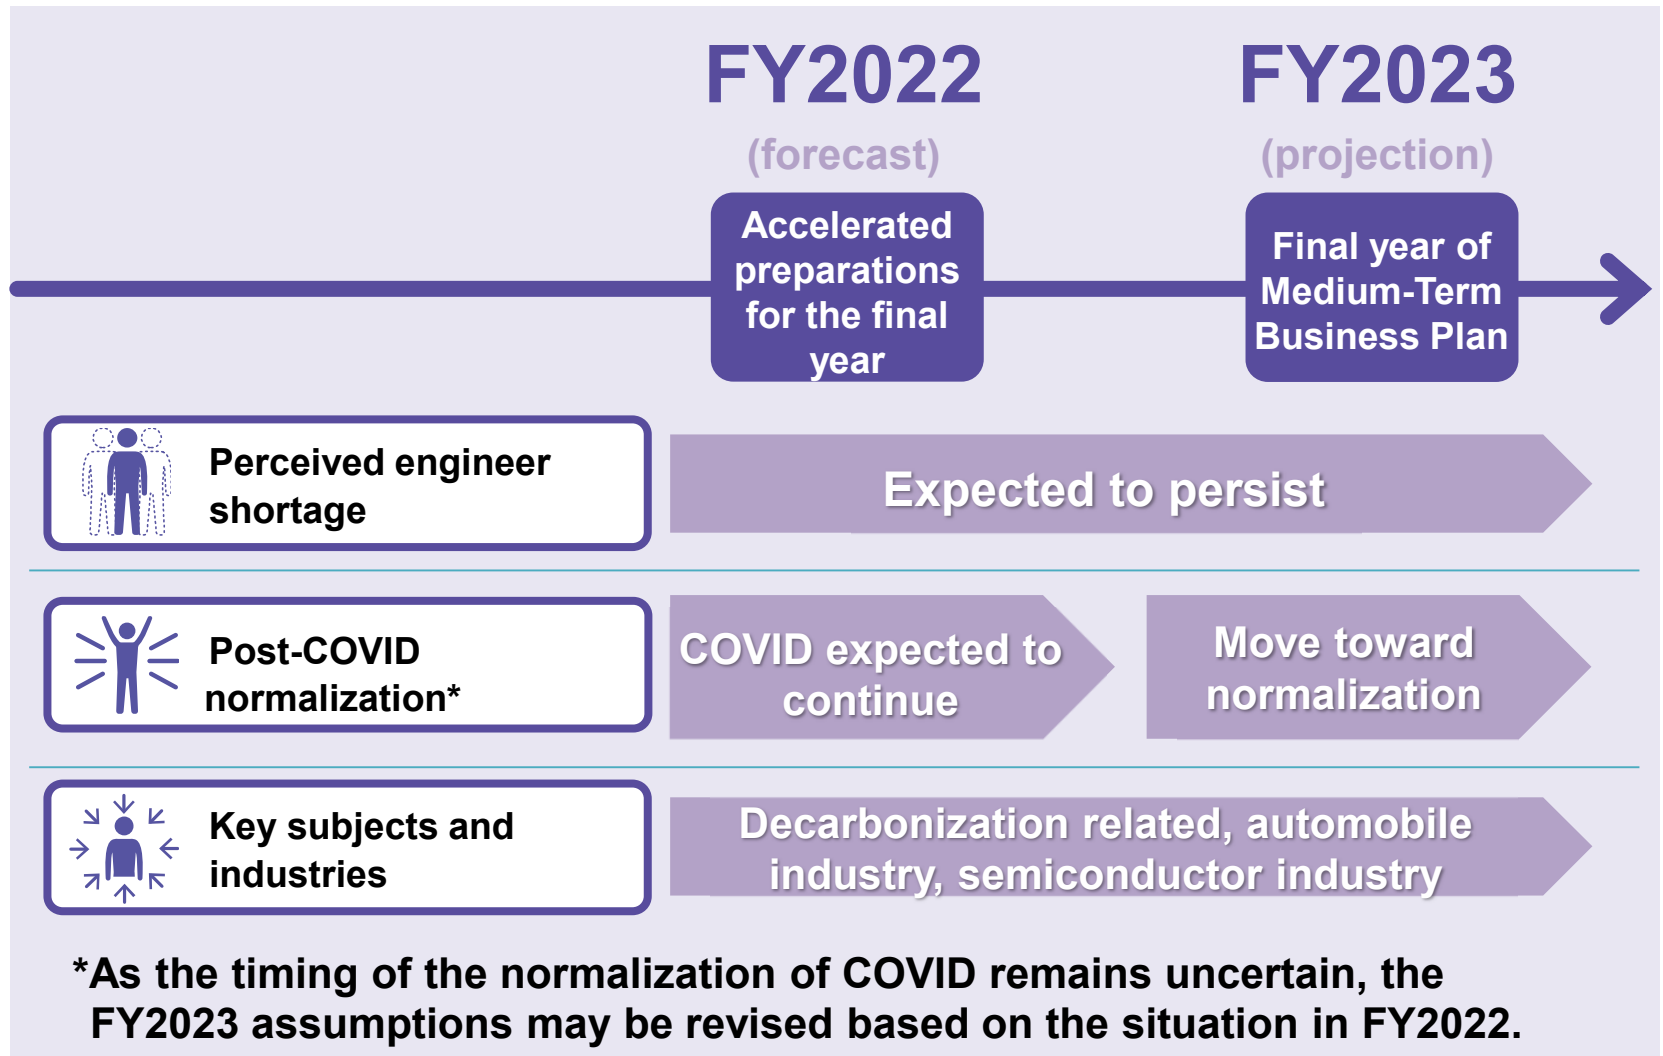 FY2022
FY2023
(forecast)
(projection)
Accelerated
preparations
for the final
year
Final year of
Medium-Term
Business Plan
Perceived engineer
shortage
Expected to persist
Post-COVID
normalization*
COVID expected to
continue
Move toward
normalization
Key subjects and
industries
Decarbonization related, automobile
industry, semiconductor industry
*As the timing of the normalization of COVID remains uncertain, the
FY2023 assumptions may be revised based on the situation in FY2022.